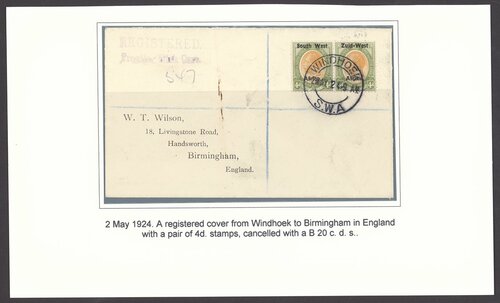 REGISTERED.
547
South West Zuid-West
WINDHOEK
S.W.A
W. T. Wilson,
18, Livingstone Road,
Handsworth,
Birmingham,
England.
2 May 1924. A registered cover from Windhoek to Birmingham in England
with a pair of 4d. stamps, cancelled with a B 20 c. d. s..